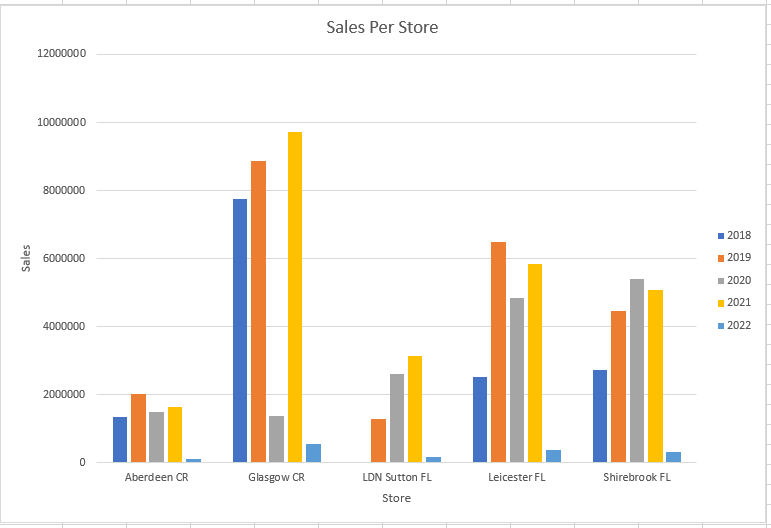 Sales Per Store
12000000
10000000
8000000
6000000
4000000
2000000
0
Sales
Aberdeen CR
Glasgow CR
LDN Sutton FL
Leicester FL
Shirebrook FL
Store
2018
2019
2020
2021
2022